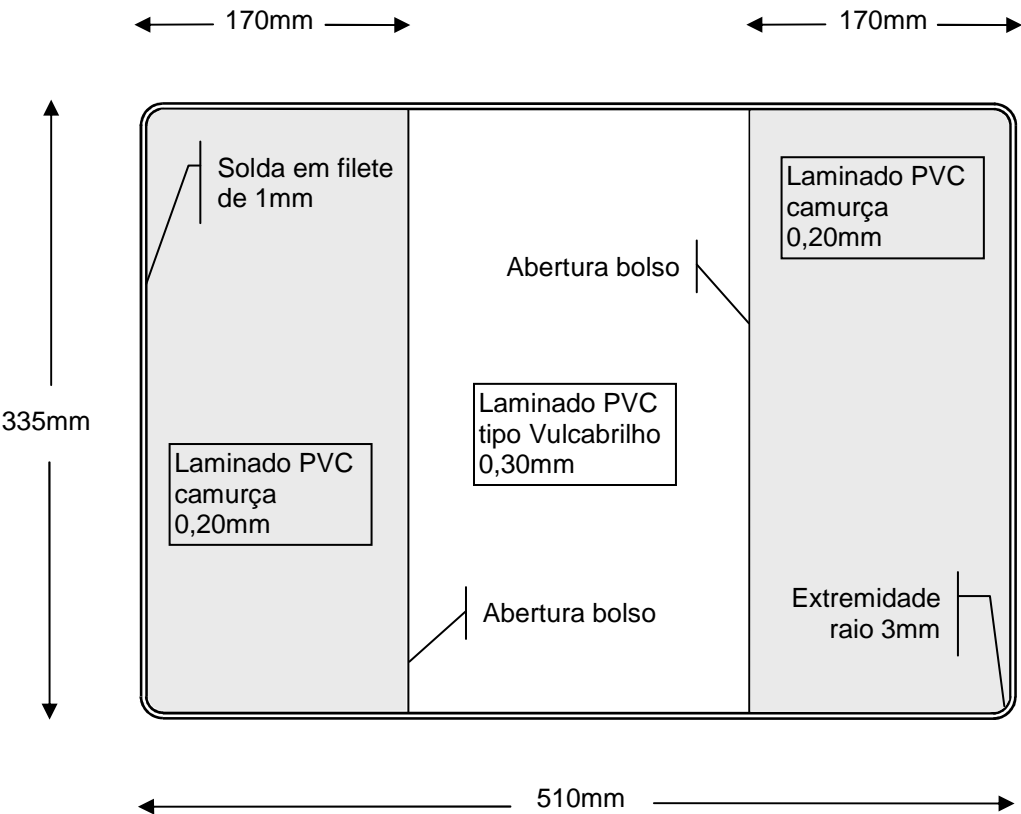 170mm
170mm
Solda em filete
de 1mm
Laminado PVC
camurça
0,20mm
Abertura bolso
335mm
Laminado PVC
tipo Vulcabrilho
0,30mm
Laminado PVC
camurça
0,20mm
Abertura bolso
Extremidade
raio 3mm
510mm